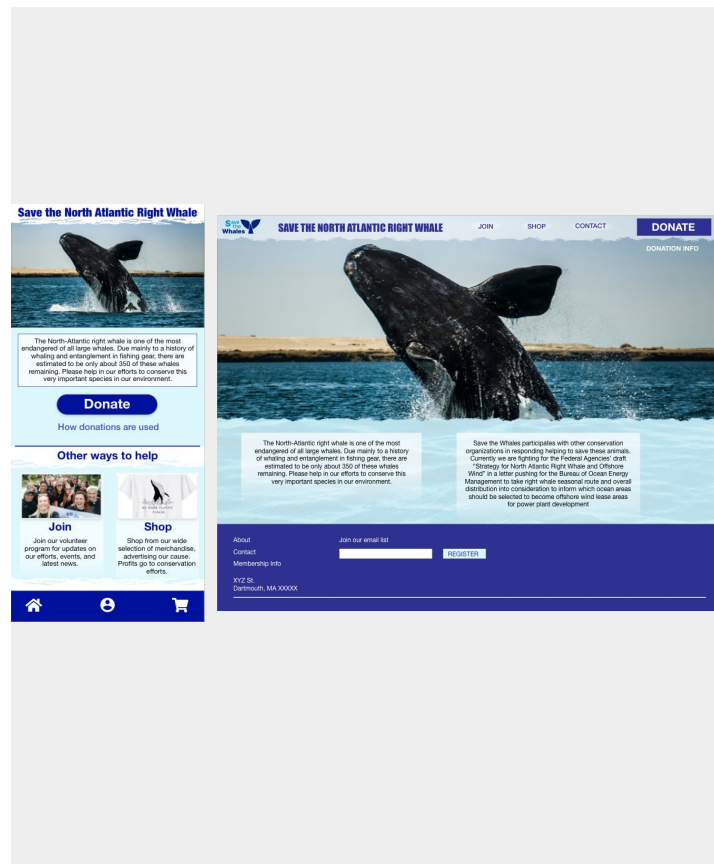 Save the North Atlantic Right Whale
The North-Atlantic right whale is one of the most
endangered of all large whales. Due mainly to a history of
whaling and entanglement in fishing gear, there are
estimated to be only about 350 of these whales
remaining. Please help in our efforts to conserve this
very important species in our environment.
Donate
How donations are used
Other ways to help
Join
Join our volunteer
program for updates on
our efforts, events, and
latest news.
Shop
Shop from our wide
selection of merchandise,
advertising our cause.
Profits go to conservation
efforts.
Save
the
Whales
SAVE THE NORTH ATLANTIC RIGHT WHALE
JOIN
SHOP
CONTACT
DONATE
DONATION INFO
The North-Atlantic right whale is one of the most
endangered of all large whales. Due mainly to a history
of whaling and entanglement in fishing gear, there are
estimated to be only about 350 of these whales
remaining. Please help in our efforts to conserve this
very important species in our environment.
Save the Whales participates with other conservation
organizations in responding helping to save these animals.
Currently we are fighting for the Federal Agencies' draft
"Strategy for North Atlantic Right Whale and Offshore
Wind" in a letter pushing for the Bureau of Ocean Energy
Management to take right whale seasonal route and overall
distribution into consideration to inform which ocean areas
should be selected to become offshore wind lease areas
for power plant development
About
Contact
Membership Info
XYZ St.
Dartmouth, MA XXXXX
Join our email list
REGISTER